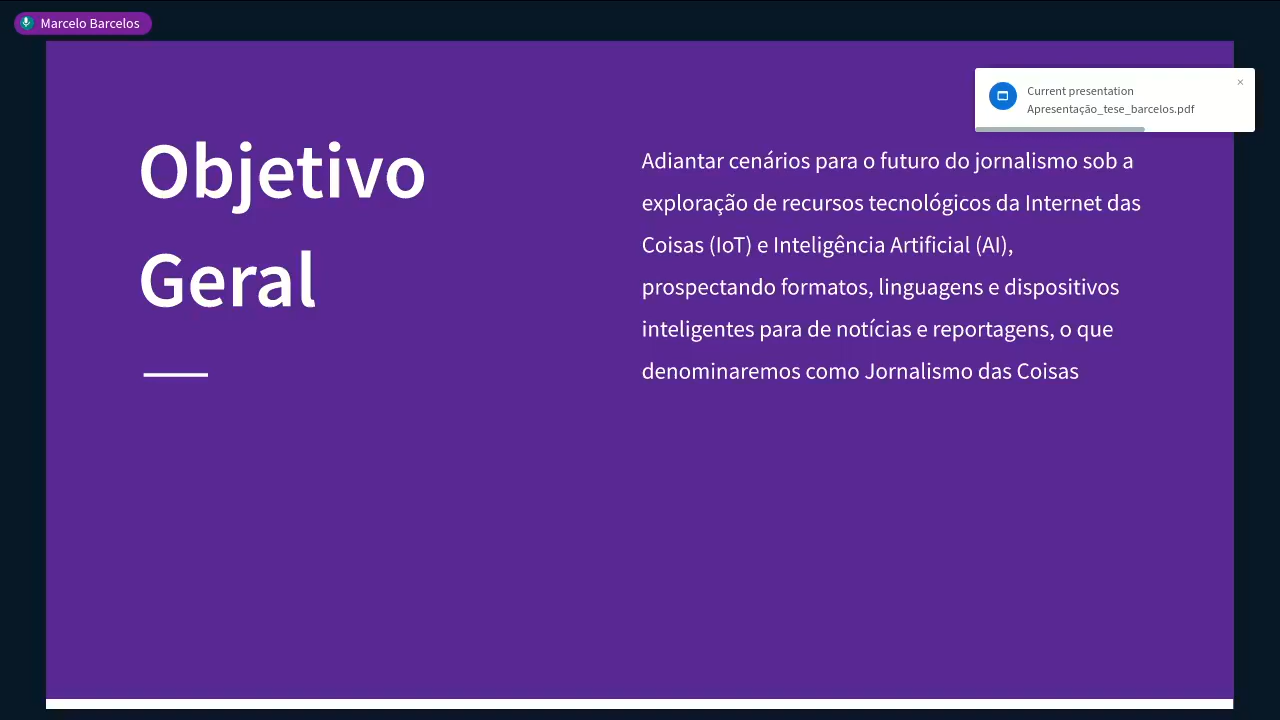 Marcelo Barcelos
Current presentation
Apresentação_tese_barcelos.pdf
Objetivo
Geral
Adiantar cenários para o futuro do jornalismo sob a
exploração de recursos tecnológicos da Internet das
Coisas (IoT) e Inteligência Artificial (AI),
prospectando formatos, linguagens e dispositivos
inteligentes para de notícias e reportagens, o que
denominaremos como Jornalismo das Coisas